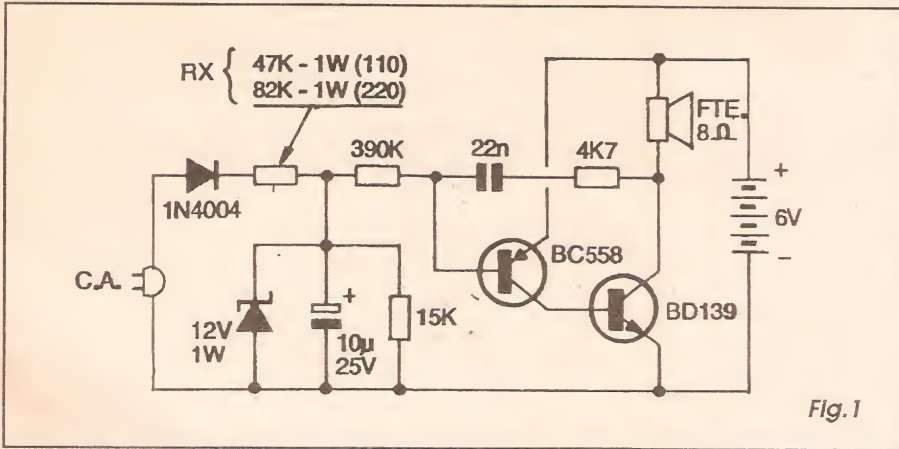 RX { 47K - 1W (110)
82K - 1W (220)
390K
22n
4K7
FTE.
8Ω
1N4004
+
6V
-
C.A.
BC558
BD139
12V
1W
+
10µ
25V
15K
Fig.1